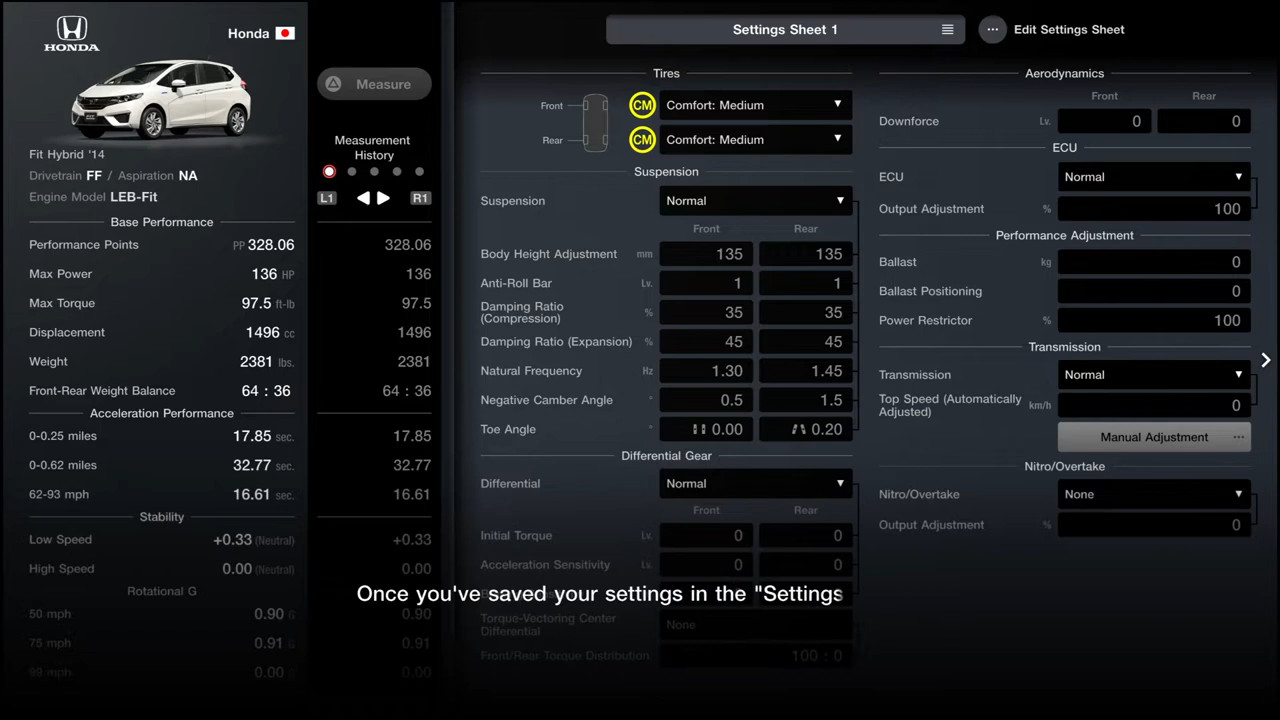 Settings Sheet 1
Edit Settings Sheet
HONDA
Honda
Fit Hybrid '14
Drivetrain FF / Aspiration NA
Engine Model LEB-Fit
Base Performance
Performance Points PP 328.06
Max Power 136 HP
Max Torque 97.5 ft-lb
Displacement 1496 cc
Weight 2381 lbs.
Front-Rear Weight Balance 64 : 36
Acceleration Performance
0-0.25 miles 17.85 sec.
0-0.62 miles 32.77 sec.
62-93 mph 16.61 sec.
Stability
Low Speed +0.33 (Neutral)
High Speed 0.00 (Neutral)
Rotational G
50 mph 0.90 G
75 mph 0.91 G
99 mph 0.00 G
Measure
Measurement
History
L1 R1
328.06
136
97.5
1496
2381
64 : 36
17.85
32.77
16.61
+0.33
0.00
0.90
0.91
0.00
Tires
Front CM Comfort: Medium
Rear CM Comfort: Medium
Suspension
Suspension Normal
Front Rear
Body Height Adjustment mm 135 135
Anti-Roll Bar Lv. 1 1
Damping Ratio
(Compression) % 35 35
Damping Ratio (Expansion) % 45 45
Natural Frequency Hz 1.30 1.45
Negative Camber Angle ° 0.5 1.5
Toe Angle ° 0.00 0.20
Differential Gear
Differential Normal
Front Rear
Initial Torque Lv. 0 0
Acceleration Sensitivity Lv. 0 0
Once you've saved your settings in the "Settings
Torque-Vectoring Center
Differential None
Front/Rear Torque Distribution 100 : 0
Aerodynamics
Front Rear
Downforce Lv. 0 0
ECU
ECU Normal
Output Adjustment % 100
Performance Adjustment
Ballast kg 0
Ballast Positioning 0
Power Restrictor % 100
Transmission
Transmission Normal
Top Speed (Automatically
Adjusted) km/h 0
Manual Adjustment
Nitro/Overtake
Nitro/Overtake None
Output Adjustment % 0